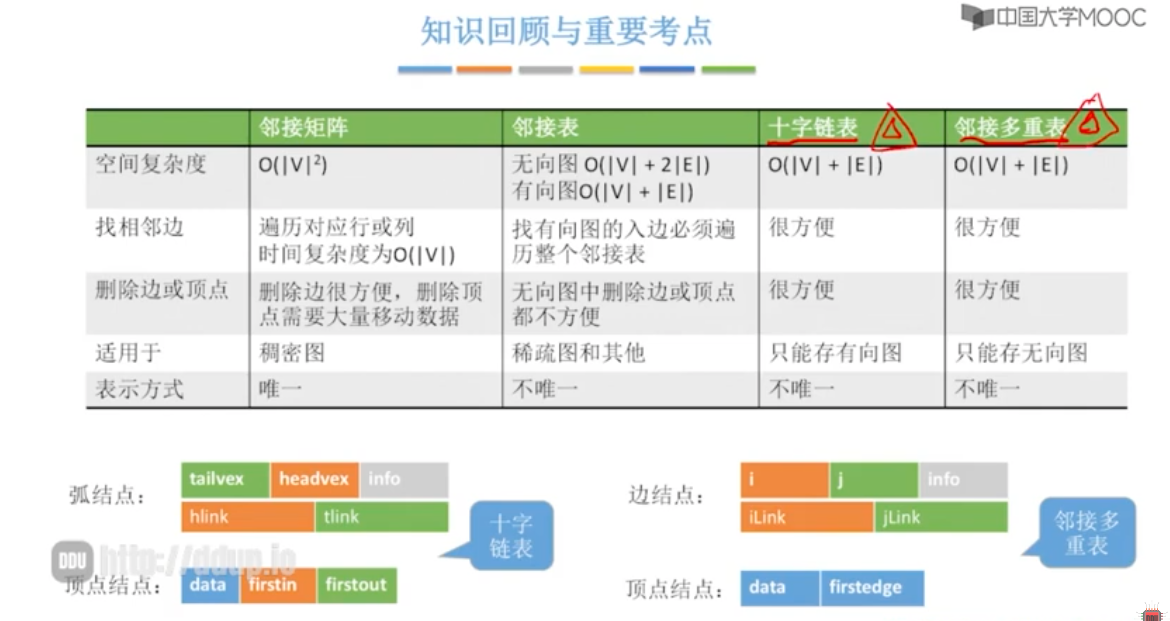 中国大学MOOC
知识回顾与重要考点
邻接矩阵 邻接表 十字链表 邻接多重表
空间复杂度 O(|V|²) 无向图 O(|V| + 2|E|) O(|V| + |E|) O(|V| + |E|)
有向图O(|V| + |E|)
找相邻边 遍历对应行或列 找有向图的入边必须遍 很方便 很方便
时间复杂度为O(|V|) 历整个邻接表
删除边或顶点 删除边很方便，删除顶 无向图中删除边或顶点 很方便 很方便
点需要大量移动数据 都不方便
适用于 稠密图 稀疏图和其他 只能存有向图 只能存无向图
表示方式 唯一 不唯一 不唯一 不唯一
弧结点： tailvex headvex info
hlink tlink
十字
链表
DDU http://ddup.io
顶点结点： data firstin firstout
边结点： i j info
iLink jLink
邻接多
重表
顶点结点： data firstedge